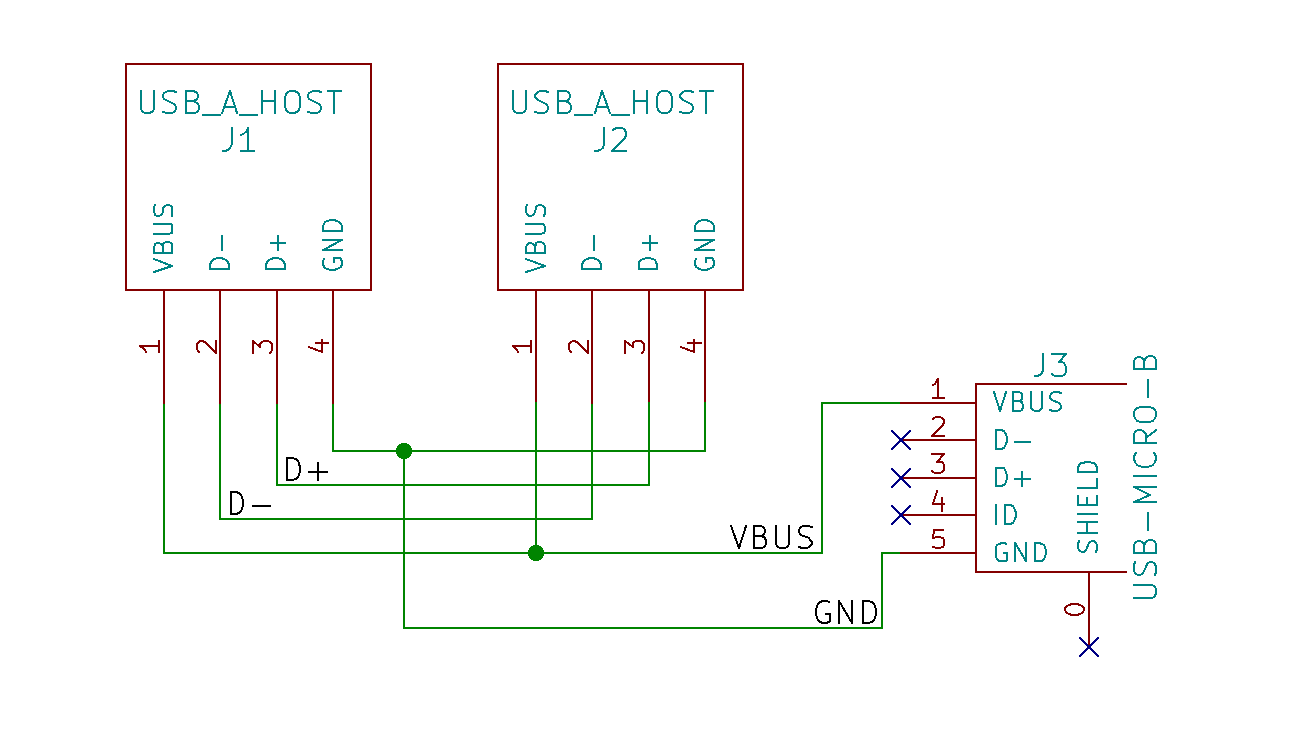 USB_A_HOST
J1
VBUS
D-
D+
GND
1
2
3
4
USB_A_HOST
J2
VBUS
D-
D+
GND
1
2
3
4
D+
D-
VBUS
GND
J3
USB-MICRO-B
1
VBUS
2
D-
3
D+
4
ID
5
GND
SHIELD
0